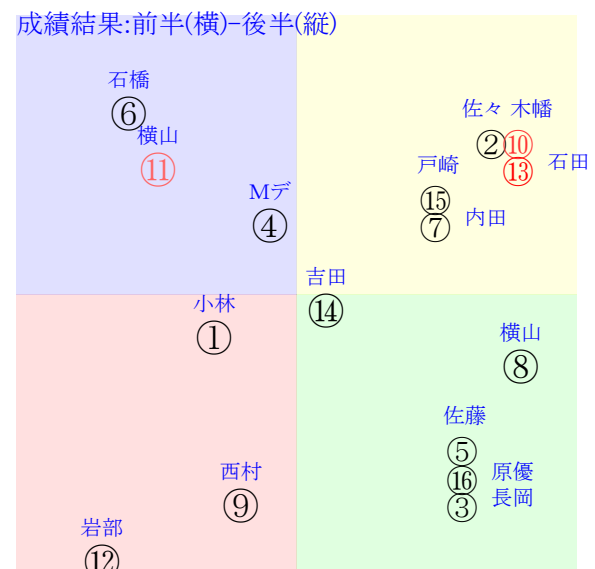 成績結果:前半(横)-後半(縦)
石橋
⑥
横山
⑪
Mデ
④
佐々 木幡
② ⑩
⑬ 石田
戸崎
⑮
⑦ 内田
吉田
⑭
小林
①
横山
⑧
佐藤
⑤
⑯ 原優
③ 長岡
西村
⑨
岩部
⑫